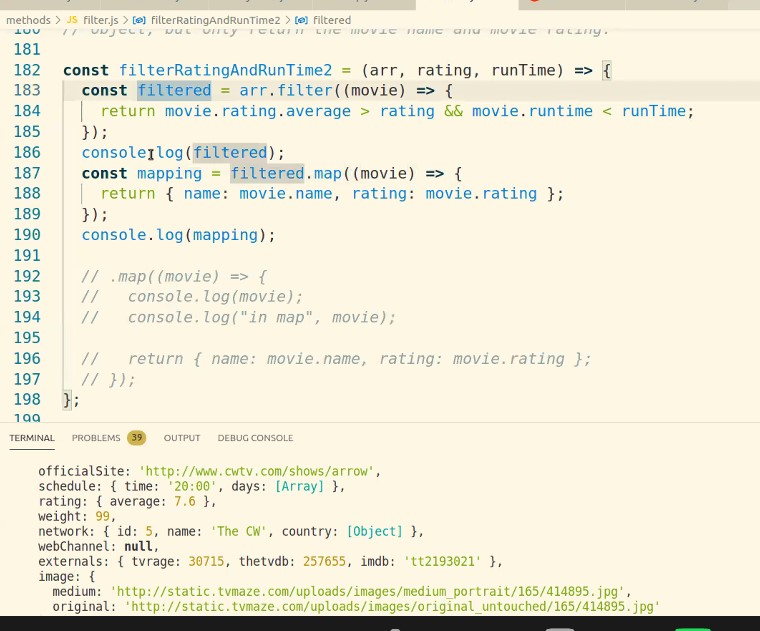 methods > JS filter.js > filterRatingAndRunTime2 > filtered
180 // object, but only return the movie name and movie rating.
181
182 const filterRatingAndRunTime2 = (arr, rating, runTime) => {
183 const filtered = arr.filter((movie) => {
184 return movie.rating.average > rating && movie.runtime < runTime;
185 });
186 console.log(filtered);
187 const mapping = filtered.map((movie) => {
188 return { name: movie.name, rating: movie.rating };
189 });
190 console.log(mapping);
191
192 // .map((movie) => {
193 // console.log(movie);
194 // console.log("in map", movie);
195
196 // return { name: movie.name, rating: movie.rating };
197 // });
198 };
199
TERMINAL PROBLEMS 39 OUTPUT DEBUG CONSOLE
officialSite: 'http://www.cwtv.com/shows/arrow',
schedule: { time: '20:00', days: [Array] },
rating: { average: 7.6 },
weight: 99,
network: { id: 5, name: 'The CW', country: [Object] },
webChannel: null,
externals: { tvrage: 30715, thetvdb: 257655, imdb: 'tt2193021' },
image: {
medium: 'http://static.tvmaze.com/uploads/images/medium_portrait/165/414895.jpg',
original: 'http://static.tvmaze.com/uploads/images/original_untouched/165/414895.jpg'